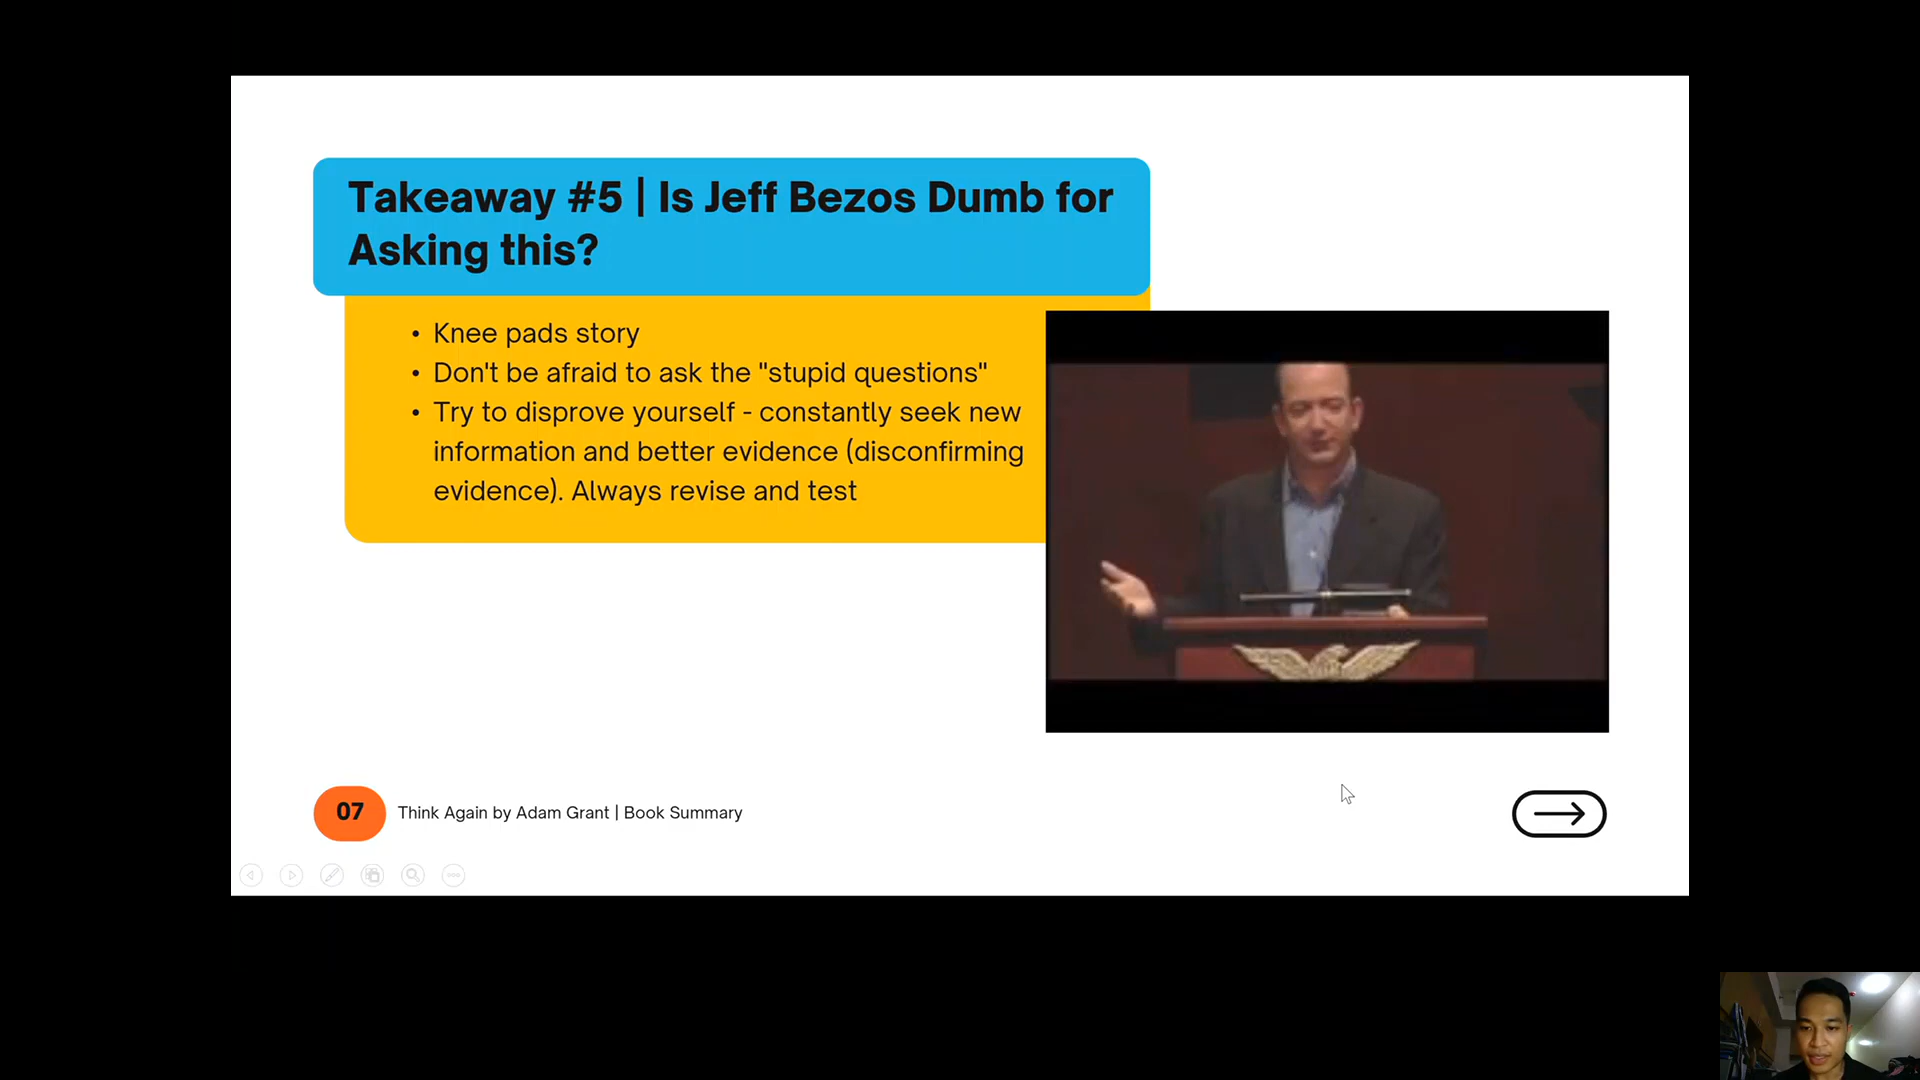 Takeaway #5 | Is Jeff Bezos Dumb for
Asking this?
• Knee pads story
• Don't be afraid to ask the "stupid questions"
• Try to disprove yourself - constantly seek new
information and better evidence (disconfirming
evidence). Always revise and test
07
Think Again by Adam Grant | Book Summary